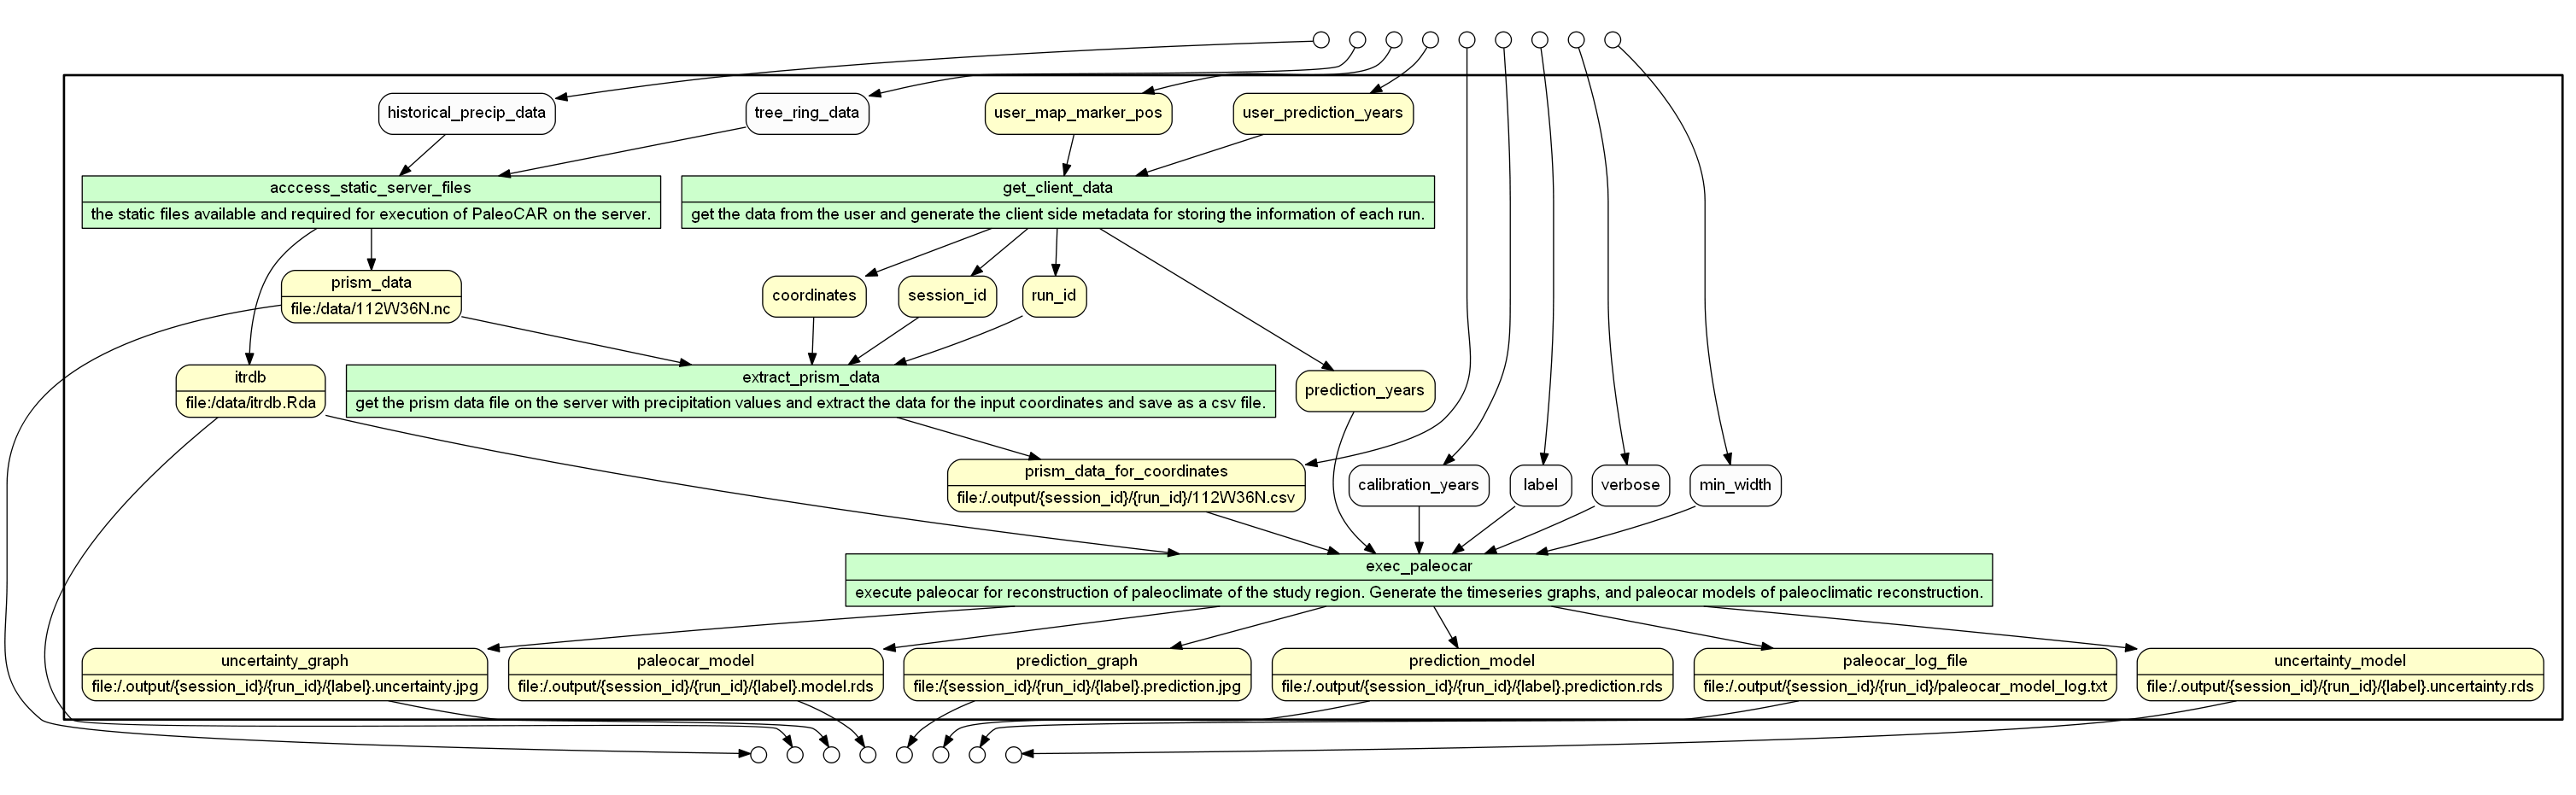 historical_precip_data
tree_ring_data
user_map_marker_pos
user_prediction_years
acccess_static_server_files
the static files available and required for execution of PaleoCAR on the server.
get_client_data
get the data from the user and generate the client side metadata for storing the information of each run.
prism_data
file:/data/112W36N.nc
coordinates
session_id
run_id
itrdb
file:/data/itrdb.Rda
extract_prism_data
get the prism data file on the server with precipitation values and extract the data for the input coordinates and save as a csv file.
prediction_years
prism_data_for_coordinates
file:/.output/{session_id}/{run_id}/112W36N.csv
calibration_years
label
verbose
min_width
exec_paleocar
execute paleocar for reconstruction of paleoclimate of the study region. Generate the timeseries graphs, and paleocar models of paleoclimatic reconstruction.
uncertainty_graph
file:/.output/{session_id}/{run_id}/{label}.uncertainty.jpg
paleocar_model
file:/.output/{session_id}/{run_id}/{label}.model.rds
prediction_graph
file:/{session_id}/{run_id}/{label}.prediction.jpg
prediction_model
file:/.output/{session_id}/{run_id}/{label}.prediction.rds
paleocar_log_file
file:/.output/{session_id}/{run_id}/paleocar_model_log.txt
uncertainty_model
file:/.output/{session_id}/{run_id}/{label}.uncertainty.rds